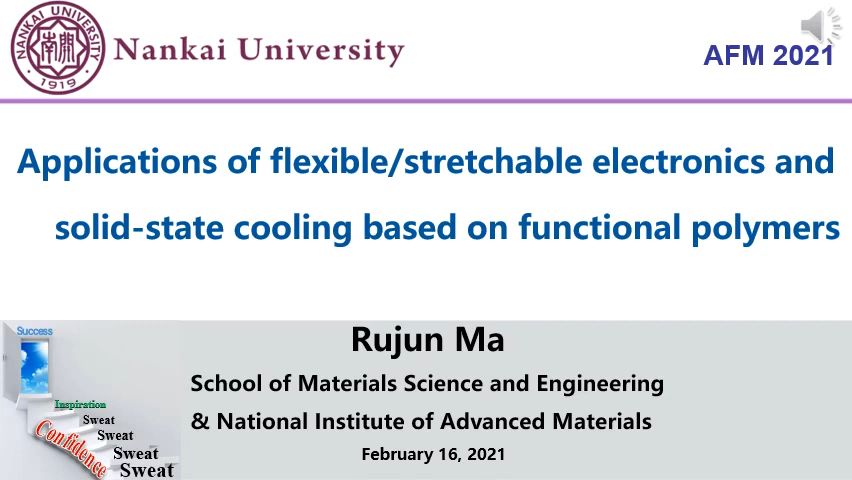 NANKAI UNIVERSITY
南開
1919
Nankai University
AFM 2021
Applications of flexible/stretchable electronics and
solid-state cooling based on functional polymers
Success
Inspiration
Sweat
Sweat
Sweat
Sweat
Confidence
Rujun Ma
School of Materials Science and Engineering
& National Institute of Advanced Materials
February 16, 2021